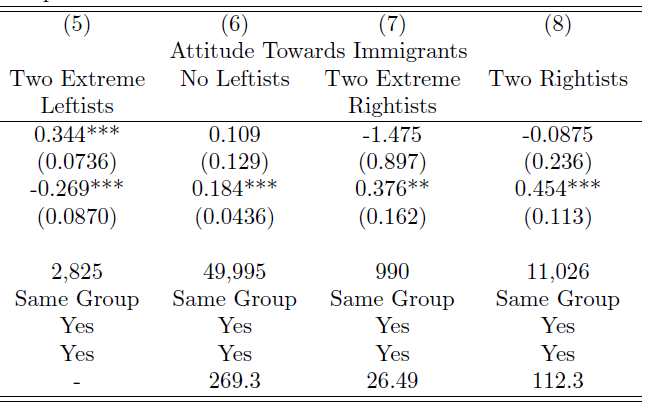 (5) (6) (7) (8)
Attitude Towards Immigrants
Two Extreme No Leftists Two Extreme Two Rightists
Leftists Rightists
0.344*** 0.109 -1.475 -0.0875
(0.0736) (0.129) (0.897) (0.236)
-0.269*** 0.184*** 0.376** 0.454***
(0.0870) (0.0436) (0.162) (0.113)
2,825 49,995 990 11,026
Same Group Same Group Same Group Same Group
Yes Yes Yes Yes
Yes Yes Yes Yes
- 269.3 26.49 112.3